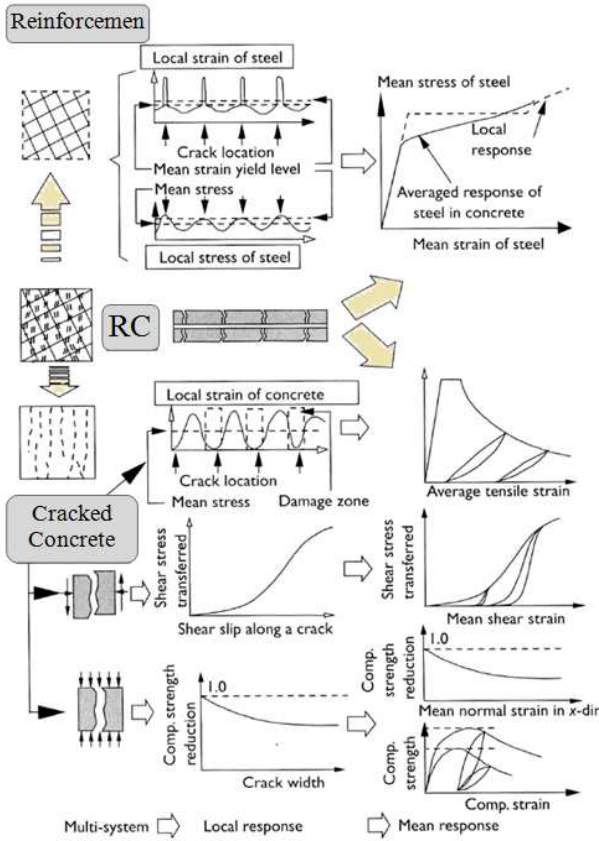 Reinforcemen
Local strain of steel
Crack location
Mean strain yield level
Mean stress
Local stress of steel
Mean stress of steel
Local
response
Averaged response of
steel in concrete
Mean strain of steel
RC
Local strain of concrete
Crack location
Mean stress
Damage zone
Average tensile strain
Cracked
Concrete
Shear stress
transferred
Shear slip along a crack
Shear stress
transferred
Mean shear strain
Comp. strength
reduction
1.0
Crack width
Comp.
strength
reduction
1.0
Mean normal strain in x-dir
Comp.
strength
Comp. strain
Multi-system
Local response
Mean response